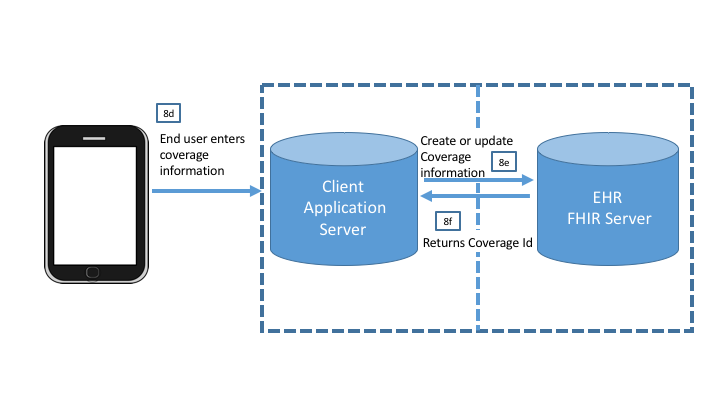 8d
End user enters
coverage
information
Client
Application
Server
Create or update
Coverage
information
8e
8f
Returns Coverage Id
EHR
FHIR Server